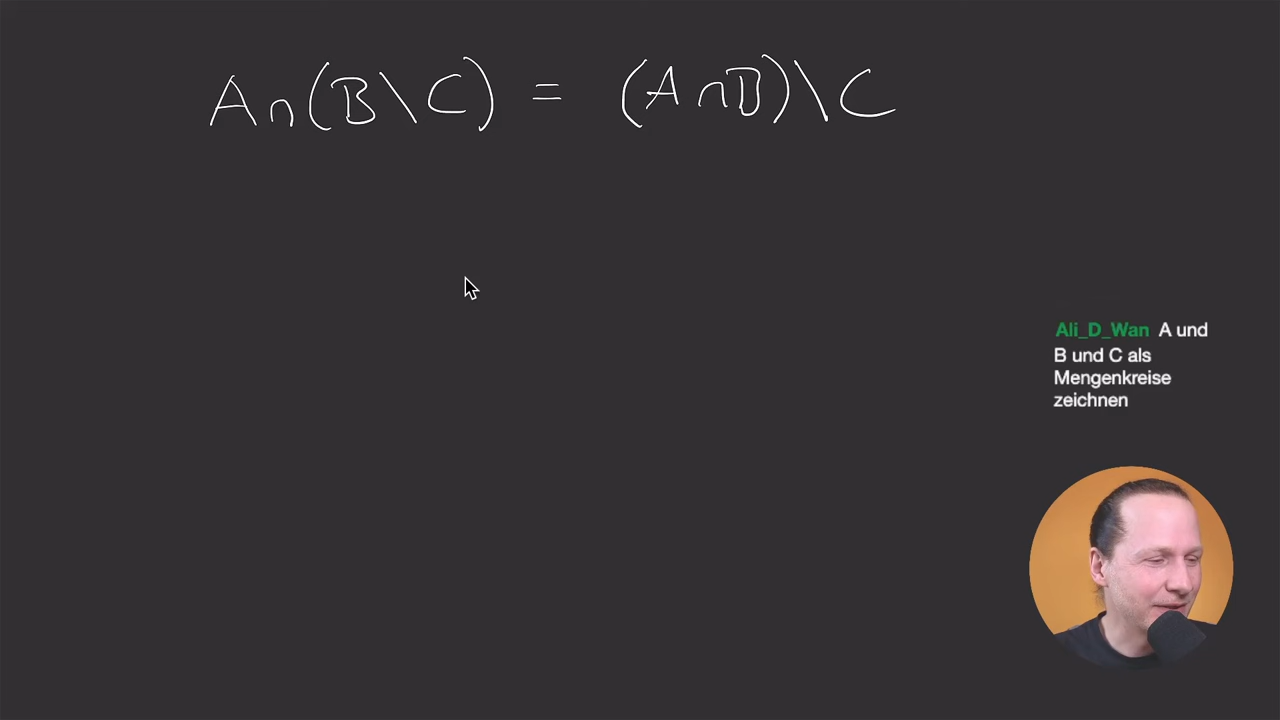 A∩(B\C) = (A∩B)\C
Ali_D_Wan A und
B und C als
Mengenkreise
zeichnen